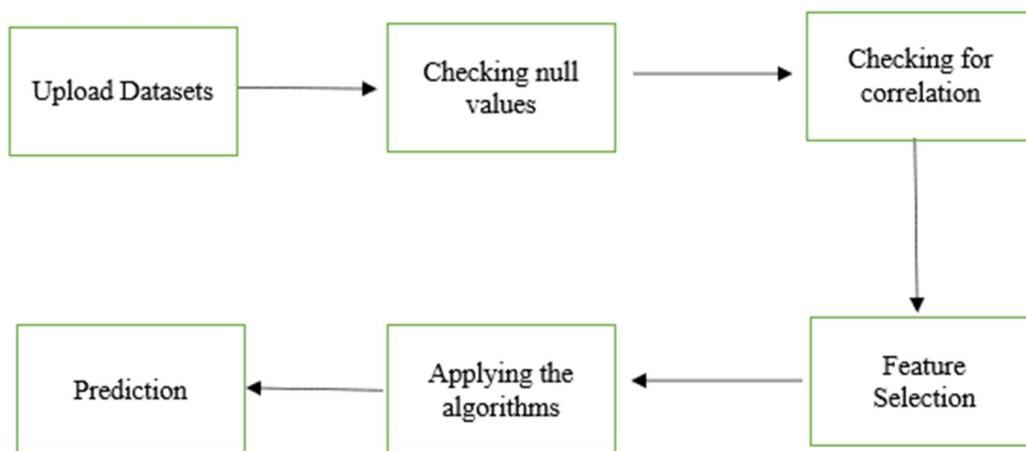 Upload Datasets
Checking null
values
Checking for
correlation
Feature
Selection
Applying the
algorithms
Prediction